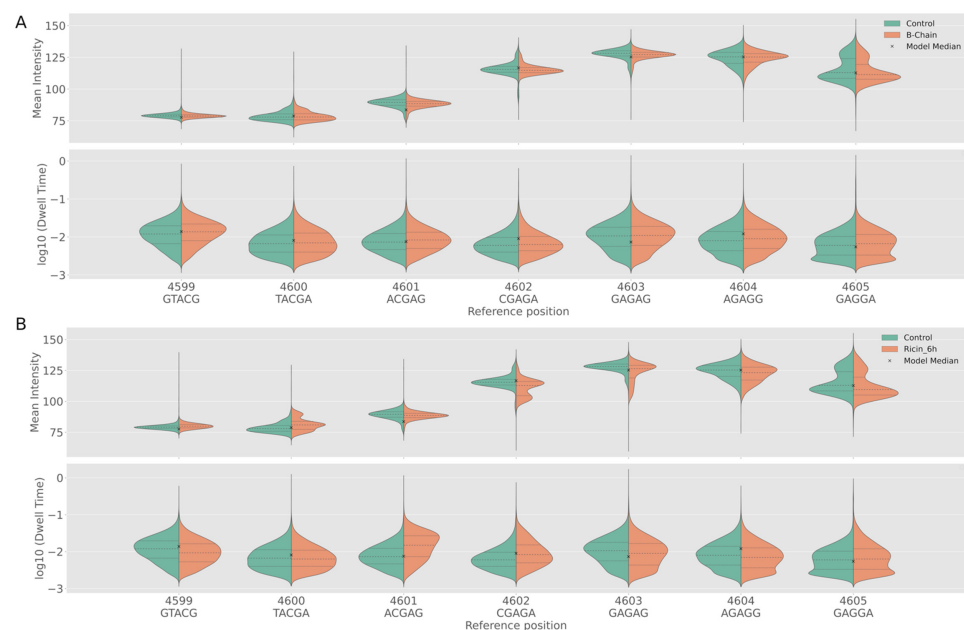 A
Mean Intensity
150
125
100
75
Control
B-Chain
× Model Median
log10 (Dwell Time)
0
−1
−2
−3
4599 4600 4601 4602 4603 4604 4605
GTACG TACGA ACGAG CGAGA GAGAG AGAGG GAGGA
Reference position
B
Mean Intensity
150
125
100
75
Control
Ricin_6h
× Model Median
log10 (Dwell Time)
0
−1
−2
−3
4599 4600 4601 4602 4603 4604 4605
GTACG TACGA ACGAG CGAGA GAGAG AGAGG GAGGA
Reference position